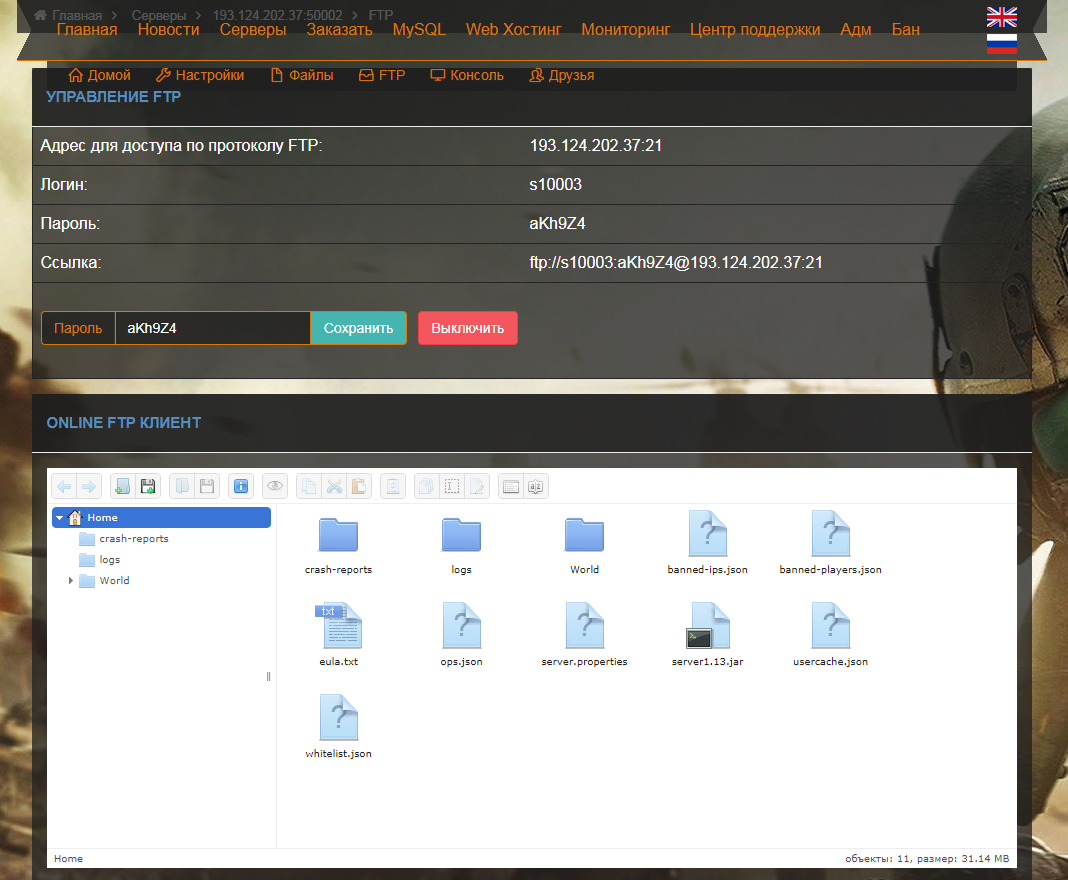 Главная > Серверы > 193.124.202.37:50002 > FTP
Главная Новости Серверы Заказать MySQL Web Хостинг Мониторинг Центр поддержки Адм Бан
Домой Настройки Файлы FTP Консоль Друзья
УПРАВЛЕНИЕ FTP
Адрес для доступа по протоколу FTP: 193.124.202.37:21
Логин: s10003
Пароль: aKh9Z4
Ссылка: ftp://s10003:aKh9Z4@193.124.202.37:21
Пароль aKh9Z4 Сохранить Выключить
ONLINE FTP КЛИЕНТ
Home
crash-reports
logs
World
crash-reports logs World banned-ips.json banned-players.json
txt
eula.txt ops.json server.properties server1.13.jar usercache.json
whitelist.json
Home объекты: 11, размер: 31.14 MB